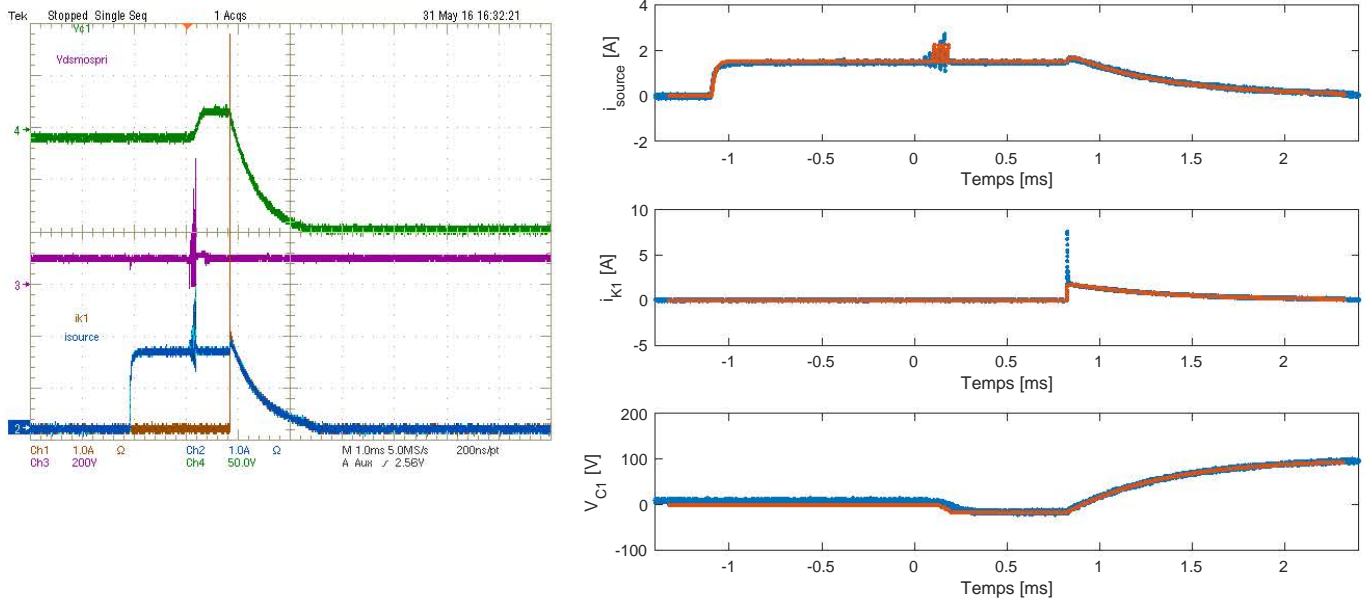 Tek Stopped Single Seq 1 Acqs 31 May 16 16:32:21
Vc1
Vdsmospri
4
3
ik1
isource
2
Ch1 1.0A Ω Ch2 1.0A Ω M 1.0ms 5.0MS/s 200ns/pt
Ch3 200V Ch4 50.0V A Aux ∕ 2.56V
4
2
0
-2
i_source [A]
-1 -0.5 0 0.5 1 1.5 2
Temps [ms]
10
5
0
-5
i_K1 [A]
-1 -0.5 0 0.5 1 1.5 2
Temps [ms]
200
100
0
-100
V_C1 [V]
-1 -0.5 0 0.5 1 1.5 2
Temps [ms]